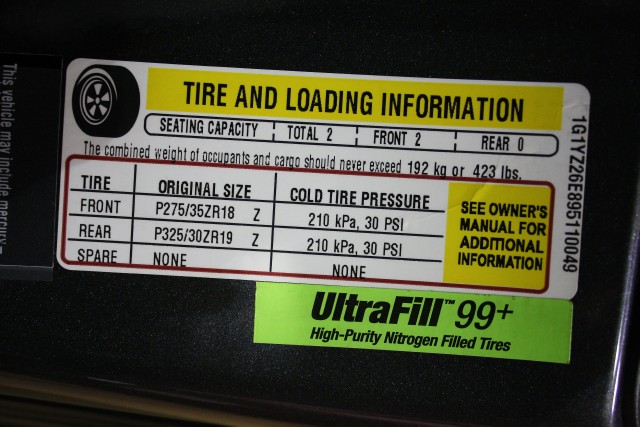 TIRE AND LOADING INFORMATION
SEATING CAPACITY TOTAL 2 FRONT 2 REAR 0
The combined weight of occupants and cargo should never exceed 192 kg or 423 lbs.
TIRE ORIGINAL SIZE COLD TIRE PRESSURE
FRONT P275/35ZR18 Z 210 kPa, 30 PSI
REAR P325/30ZR19 Z 210 kPa, 30 PSI
SPARE NONE NONE
SEE OWNER'S
MANUAL FOR
ADDITIONAL
INFORMATION
1G1YZ26E885110049
UltraFill™ 99+
High-Purity Nitrogen Filled Tires
This vehicle may include mercury-